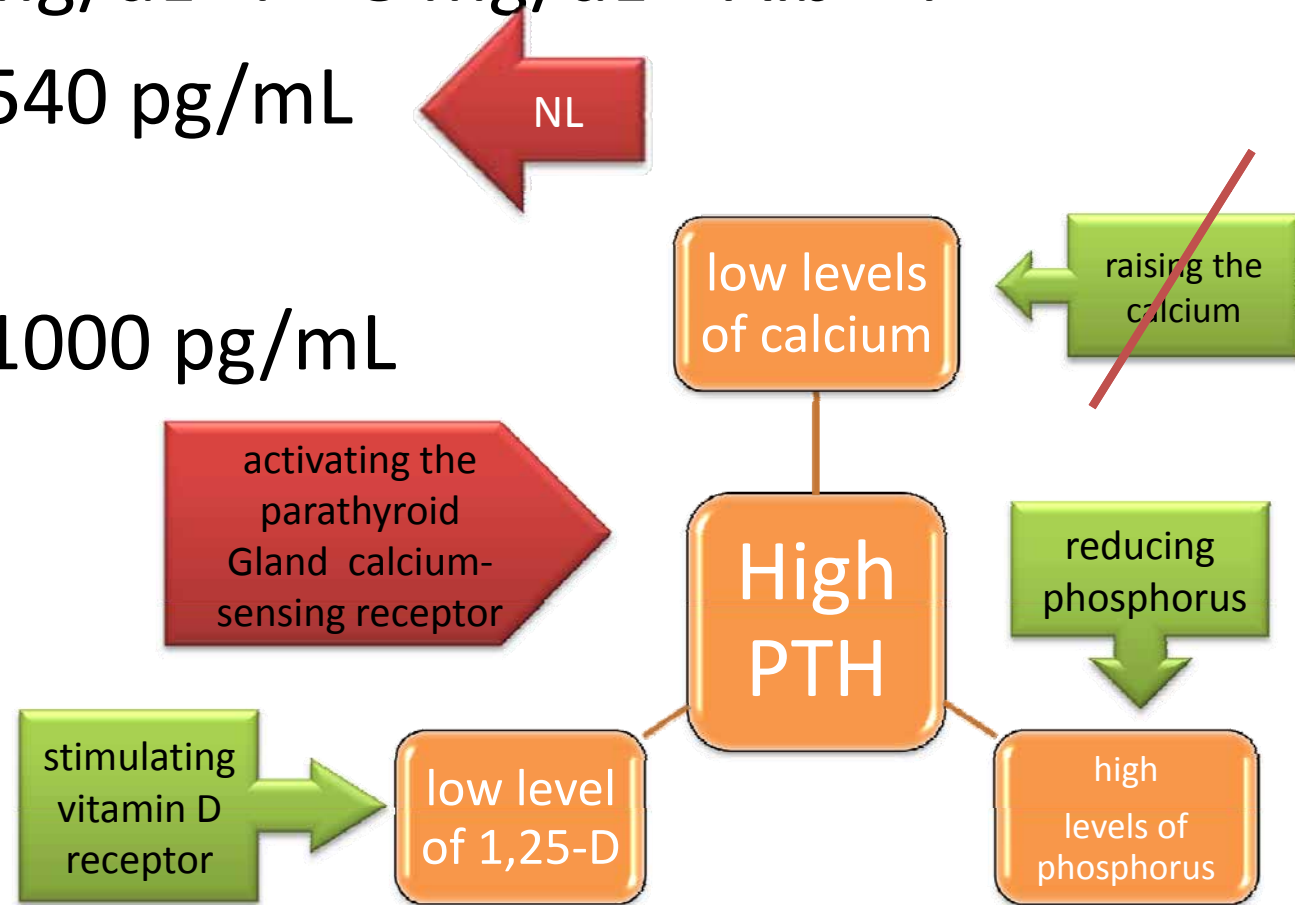 540 pg/mL
NL
1000 pg/mL
low levels
of calcium
raising the
calcium
activating the
parathyroid
Gland calcium-
sensing receptor
High
PTH
reducing
phosphorus
stimulating
vitamin D
receptor
low level
of 1,25-D
high
levels of
phosphorus